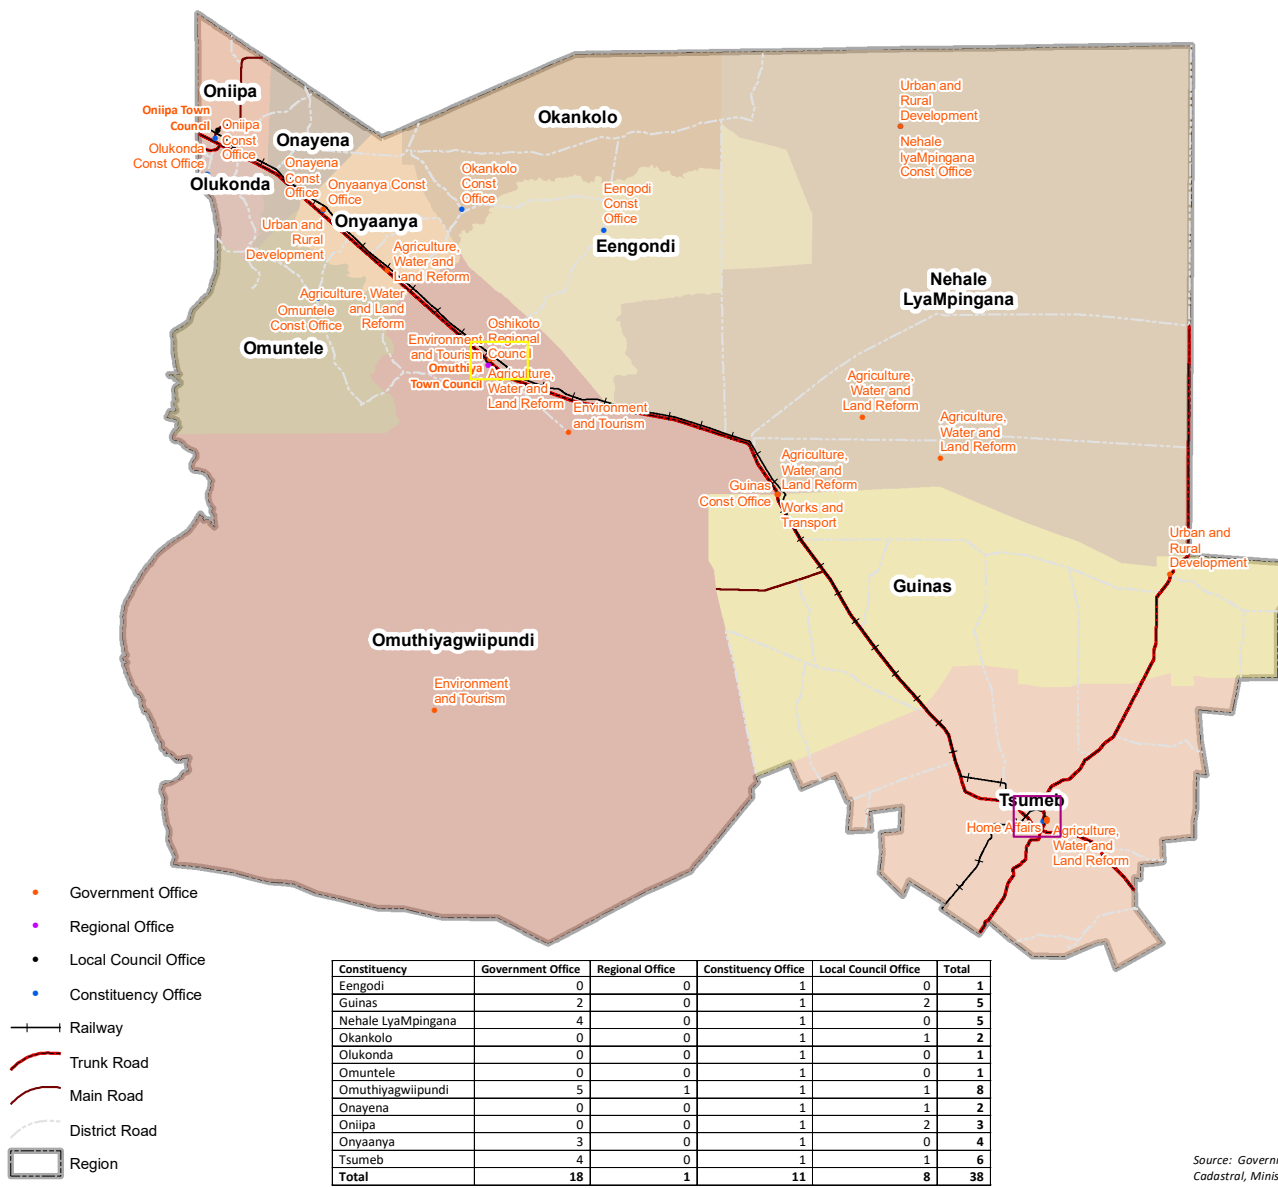 Oniipa
Oniipa Town
Council
Oniipa
Const
Office
Olukonda
Const Office
Olukonda
Onayena
Onayena
Const
Office
Onyaanya Const
Office
Onyaanya
Urban and
Rural
Development
Okankolo
Okankolo
Const
Office
Eengodi
Const
Office
Eengondi
Urban and
Rural
Development
Nehale
lyaMpingana
Const Office
Nehale
LyaMpingana
Agriculture,
Water and
Land Reform
Agriculture, Water
and Land
Reform
Omuntele
Const Office
Omuntele
Environment
and Tourism
Oshikoto
Regional
Council
Omuthiya
Town Council
Agriculture,
Water and
Land Reform
Environment
and Tourism
Agriculture,
Water and
Land Reform
Agriculture,
Water and
Land Reform
Agriculture,
Water and
Land Reform
Guinas
Const Office
Works and
Transport
Urban and
Rural
Development
Guinas
Omuthiyagwiipundi
Environment
and Tourism
Tsumeb
Home Affairs
Agriculture,
Water and
Land Reform
Government Office
Regional Office
Local Council Office
Constituency Office
Railway
Trunk Road
Main Road
District Road
Region
Constituency Government Office Regional Office Constituency Office Local Council Office Total
Eengodi 0 0 1 0 1
Guinas 2 0 1 2 5
Nehale LyaMpingana 4 0 1 0 5
Okankolo 0 0 1 1 2
Olukonda 0 0 1 0 1
Omuntele 0 0 1 0 1
Omuthiyagwiipundi 5 1 1 1 8
Onayena 0 0 1 1 2
Oniipa 0 0 1 2 3
Onyaanya 3 0 1 0 4
Tsumeb 4 0 1 1 6
Total 18 1 11 8 38
Source: Governm
Cadastral, Minis